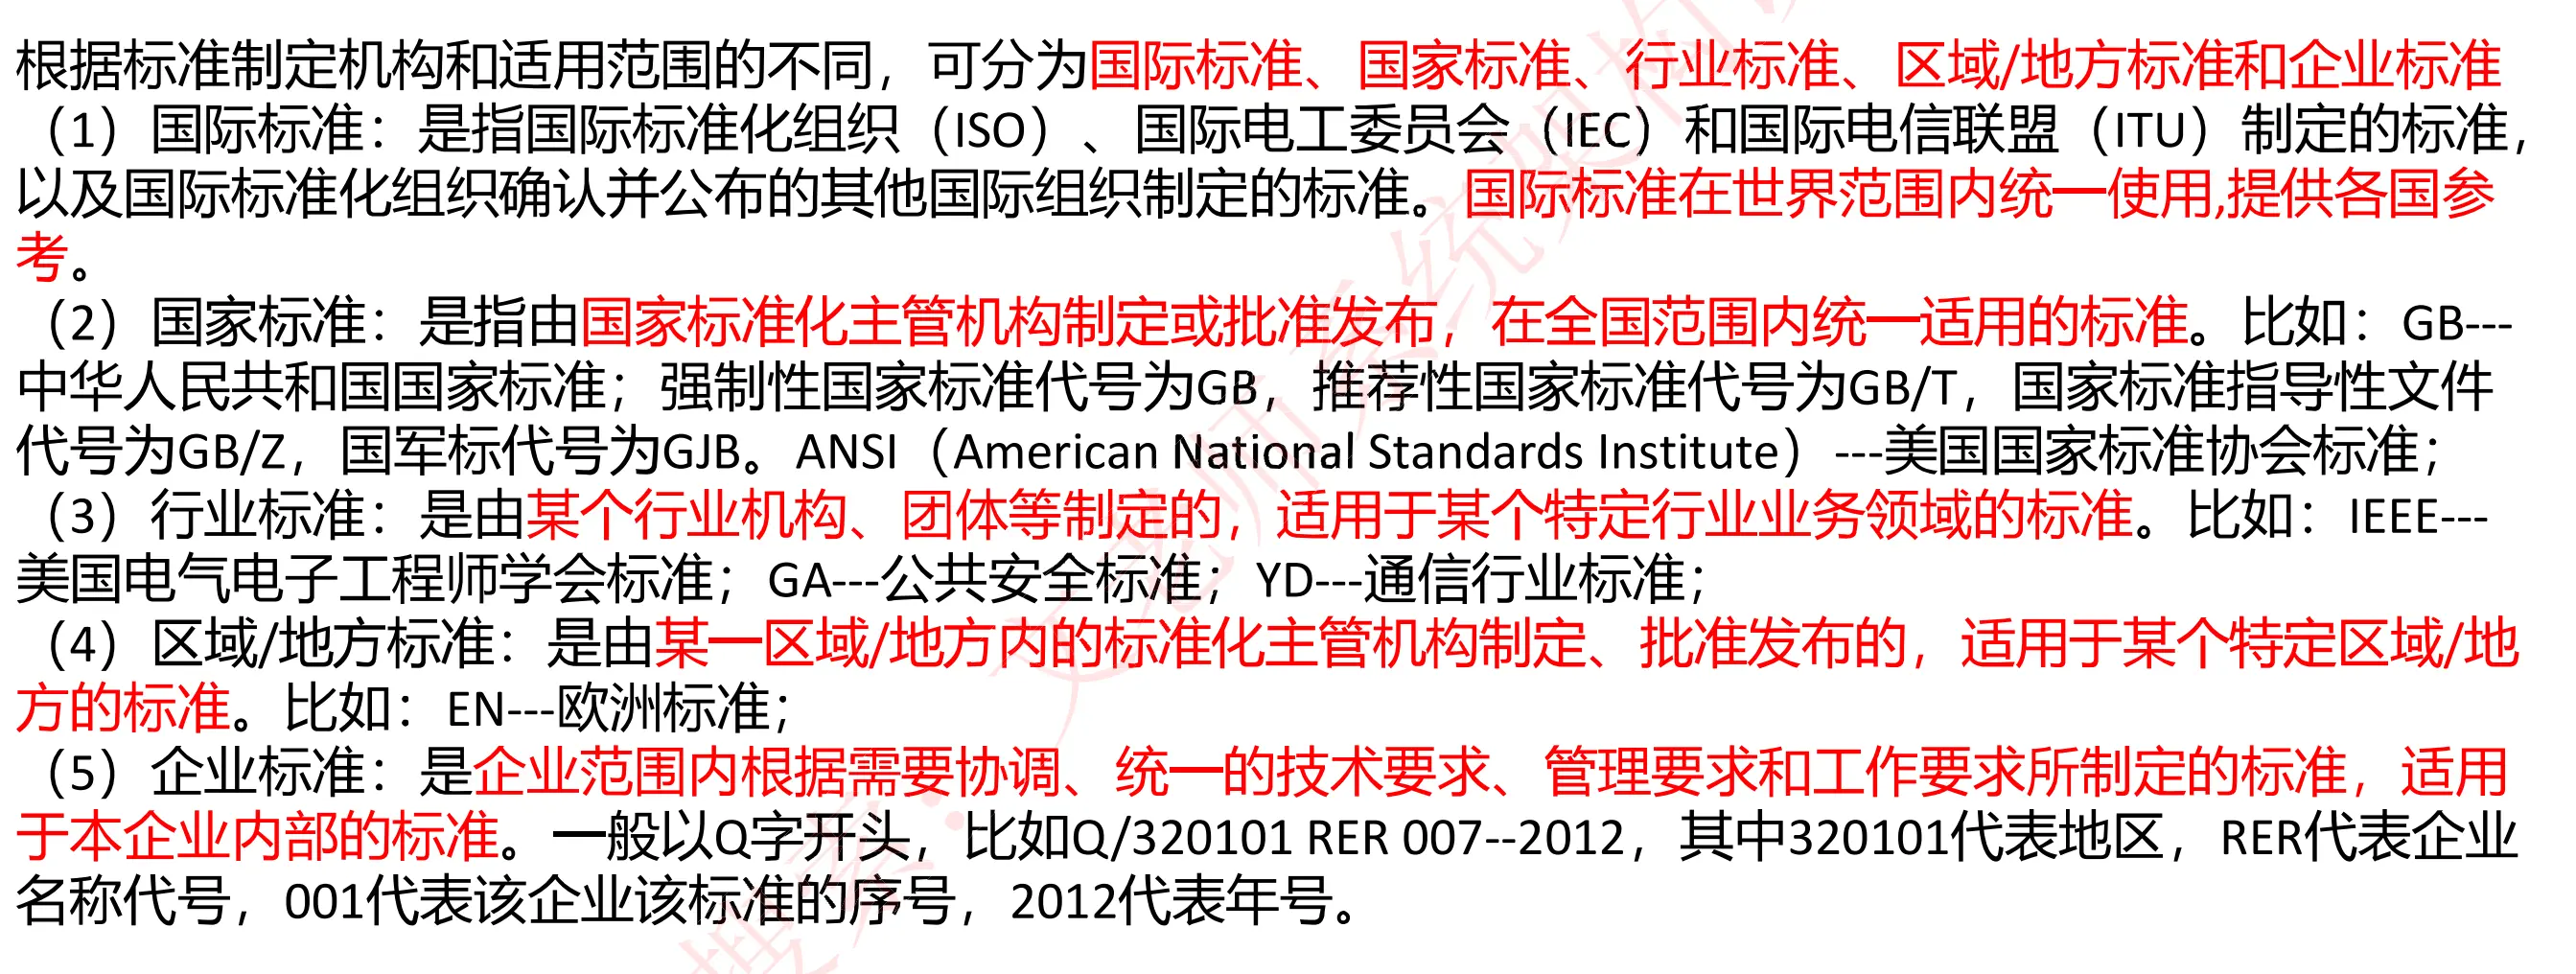 根据标准制定机构和适用范围的不同，可分为国际标准、国家标准、行业标准、区域/地方标准和企业标准
（1）国际标准：是指国际标准化组织（ISO）、国际电工委员会（IEC）和国际电信联盟（ITU）制定的标准，
以及国际标准化组织确认并公布的其他国际组织制定的标准。国际标准在世界范围内统一使用,提供各国参
考。
（2）国家标准：是指由国家标准化主管机构制定或批准发布，在全国范围内统一适用的标准。比如：GB---
中华人民共和国国家标准；强制性国家标准代号为GB，推荐性国家标准代号为GB/T，国家标准指导性文件
代号为GB/Z，国军标代号为GJB。ANSI（American National Standards Institute）---美国国家标准协会标准；
（3）行业标准：是由某个行业机构、团体等制定的，适用于某个特定行业业务领域的标准。比如：IEEE---
美国电气电子工程师学会标准；GA---公共安全标准；YD---通信行业标准；
（4）区域/地方标准：是由某一区域/地方内的标准化主管机构制定、批准发布的，适用于某个特定区域/地
方的标准。比如：EN---欧洲标准；
（5）企业标准：是企业范围内根据需要协调、统一的技术要求、管理要求和工作要求所制定的标准，适用
于本企业内部的标准。一般以Q字开头，比如Q/320101 RER 007--2012，其中320101代表地区，RER代表企业
名称代号，001代表该企业该标准的序号，2012代表年号。
搜索：文老师系统架构